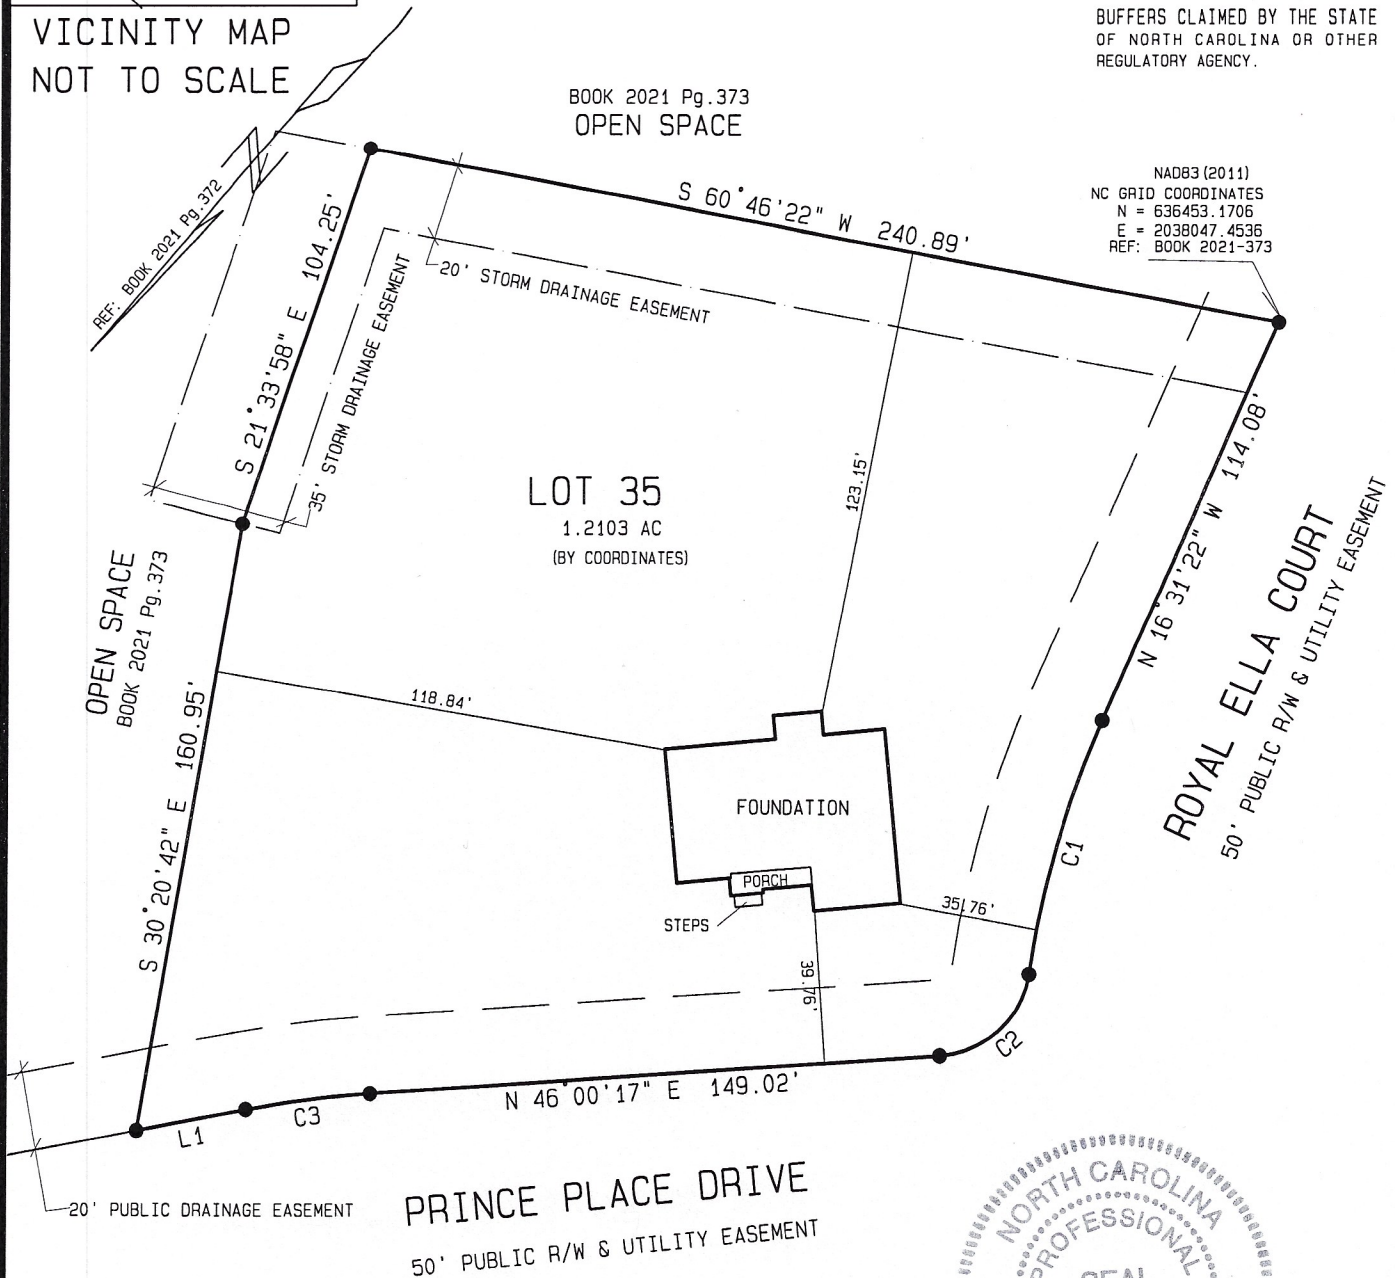 VICINITY MAP
NOT TO SCALE
BUFFERS CLAIMED BY THE STATE
OF NORTH CAROLINA OR OTHER
REGULATORY AGENCY.
BOOK 2021 Pg.373
OPEN SPACE
NAD83(2011)
NC GRID COORDINATES
N = 636453.1706
E = 2038047.4536
REF: BOOK 2021-373
REF: BOOK 2021 Pg.372
S 60°46'22" W 240.89'
S 21°33'58" E 104.25'
20' STORM DRAINAGE EASEMENT
35' STORM DRAINAGE EASEMENT
N 16°31'22" W 114.08'
123.15'
LOT 35
1.2103 AC
(BY COORDINATES)
OPEN SPACE
BOOK 2021 Pg.373
ROYAL ELLA COURT
50' PUBLIC R/W & UTILITY EASEMENT
118.84'
S 30°20'42" E 160.95'
FOUNDATION
PORCH
STEPS
C1
35.76'
39.76'
C2
N 46°00'17" E 149.02'
C3
L1
20' PUBLIC DRAINAGE EASEMENT
PRINCE PLACE DRIVE
50' PUBLIC R/W & UTILITY EASEMENT
NORTH CAROLINA
PROFESSIONAL
SEAL